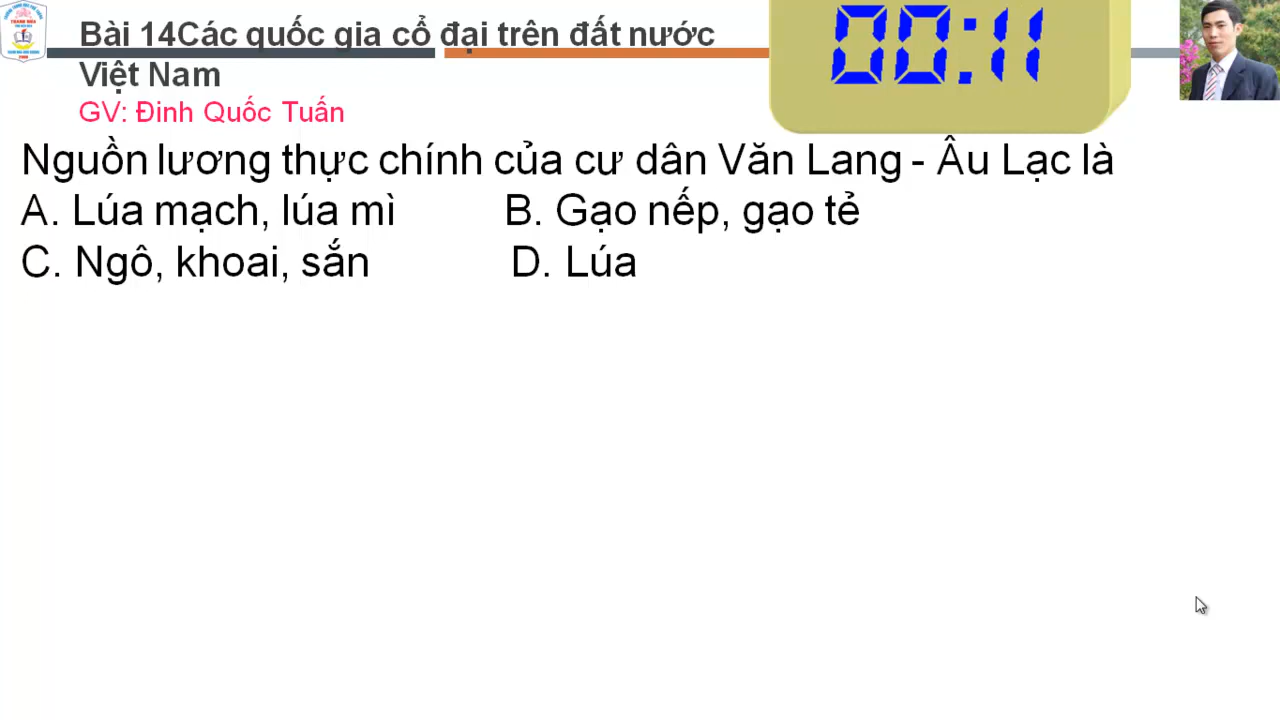 Bài 14Các quốc gia cổ đại trên đất nước
Việt Nam
GV: Đinh Quốc Tuấn
00:11
Nguồn lương thực chính của cư dân Văn Lang - Âu Lạc là
A. Lúa mạch, lúa mì B. Gạo nếp, gạo tẻ
C. Ngô, khoai, sắn D. Lúa